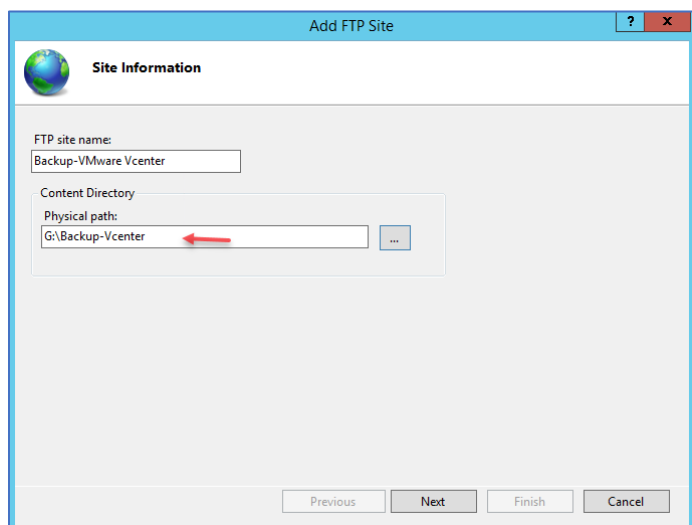 Add FTP Site
? x
Site Information
FTP site name:
Backup-VMware Vcenter
Content Directory
Physical path:
G:\Backup-Vcenter
...
Previous Next Finish Cancel